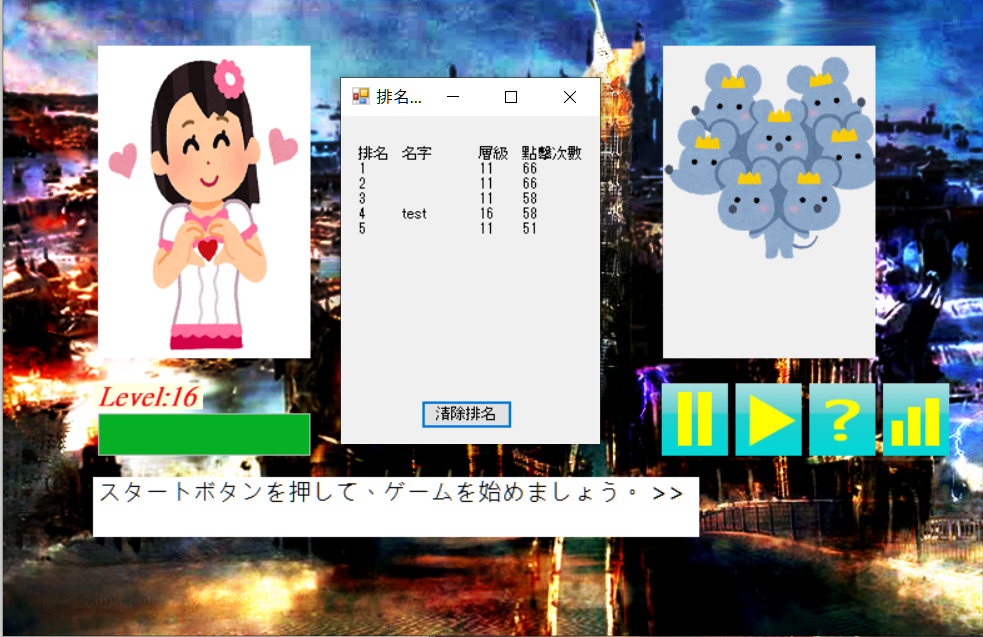 排名...
排名 名字 層級 點擊次數
1 11 66
2 11 66
3 11 58
4 test 16 58
5 11 51
清除排名
Level:16
?
スタートボタンを押して、ゲームを始めましょう。 >>